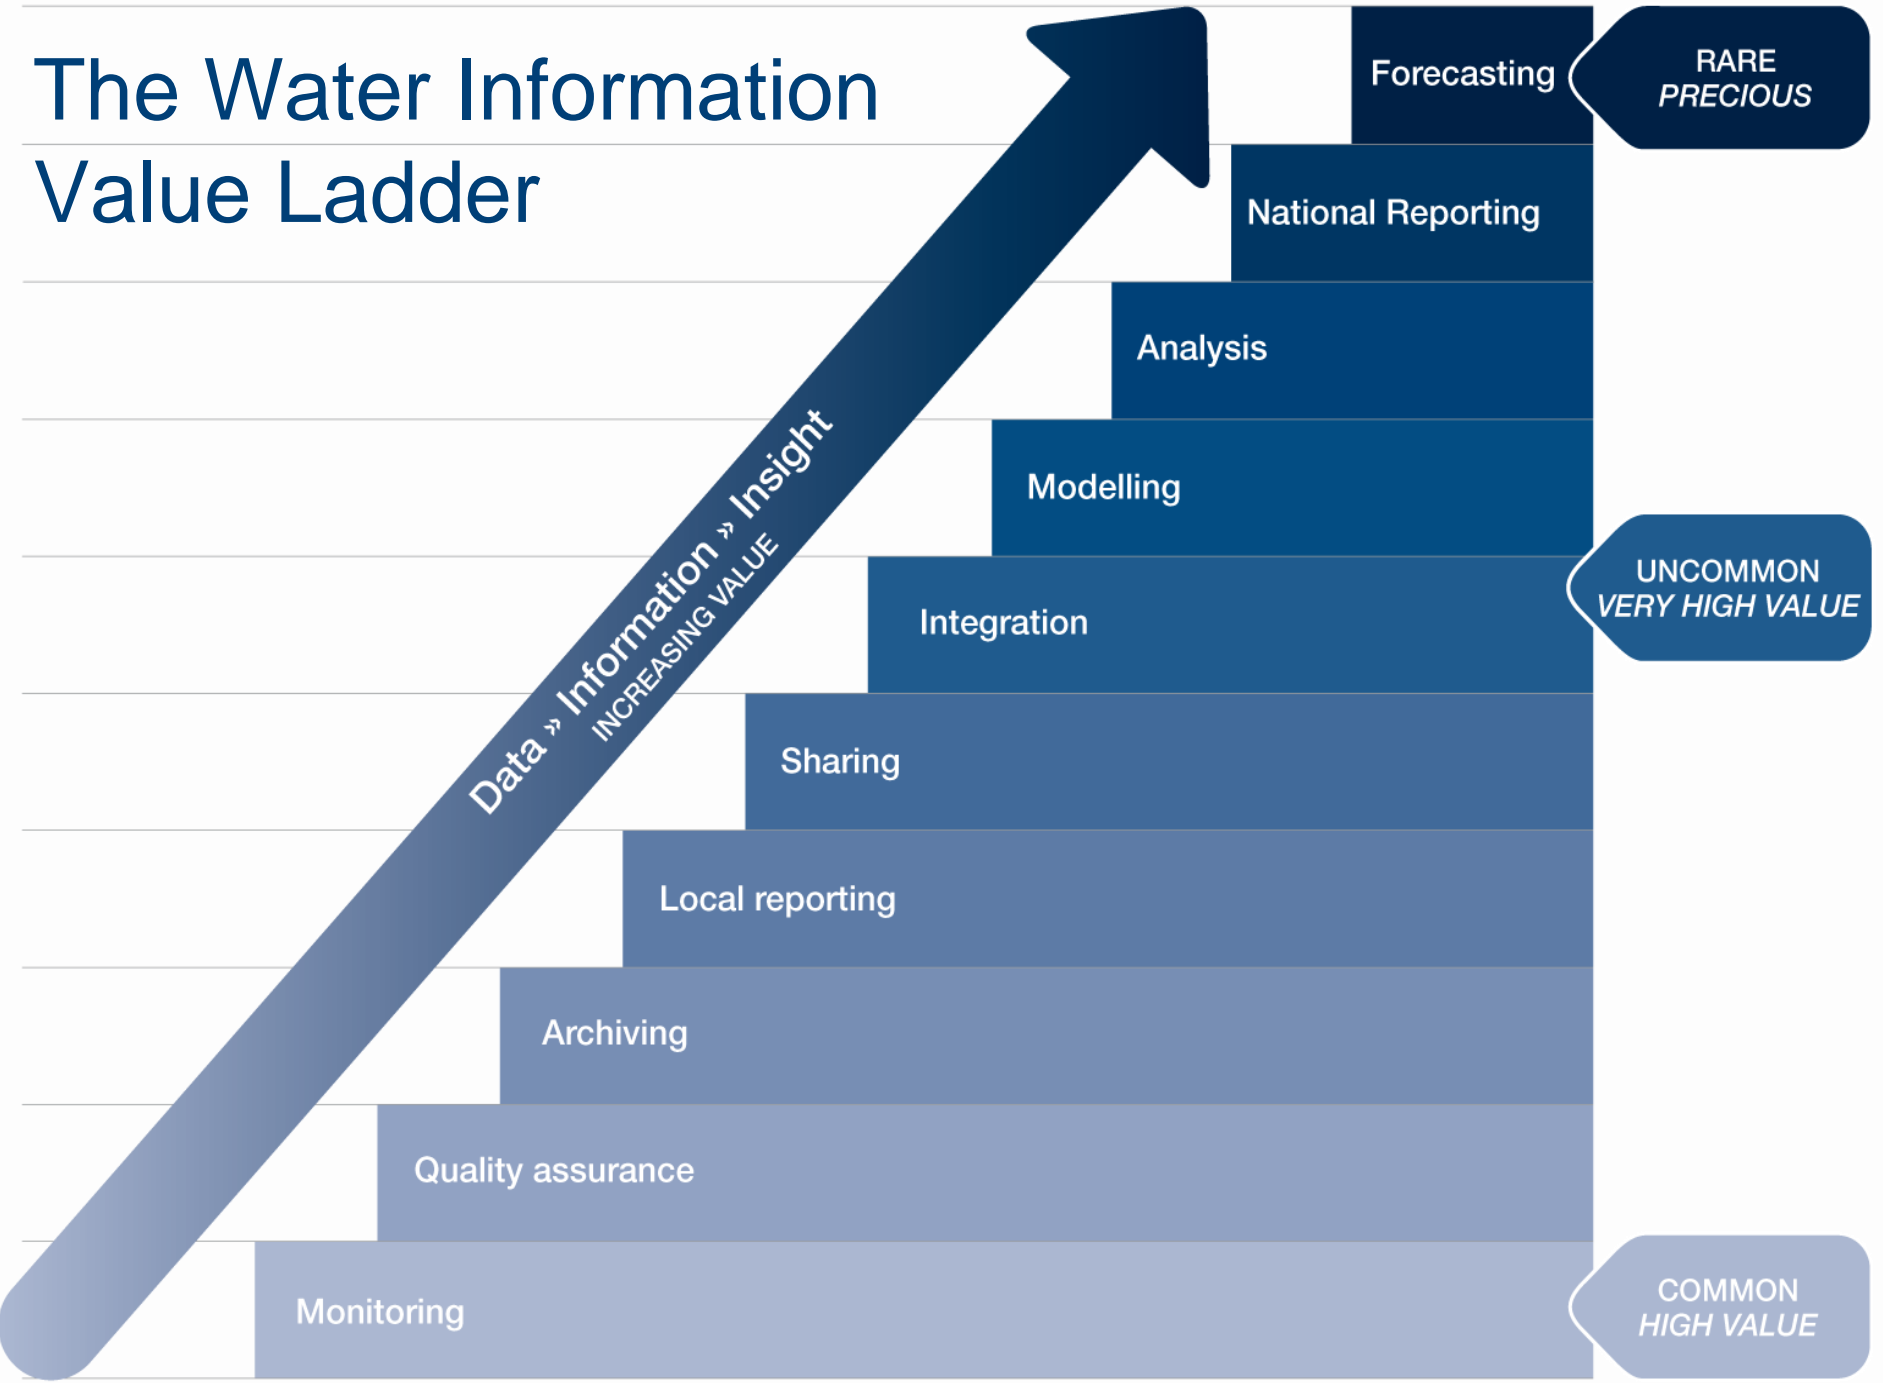 The Water Information
Value Ladder
Forecasting
RARE
PRECIOUS
National Reporting
Analysis
Modelling
Data » Information » Insight
INCREASING VALUE
UNCOMMON
VERY HIGH VALUE
Integration
Sharing
Local reporting
Archiving
Quality assurance
Monitoring
COMMON
HIGH VALUE